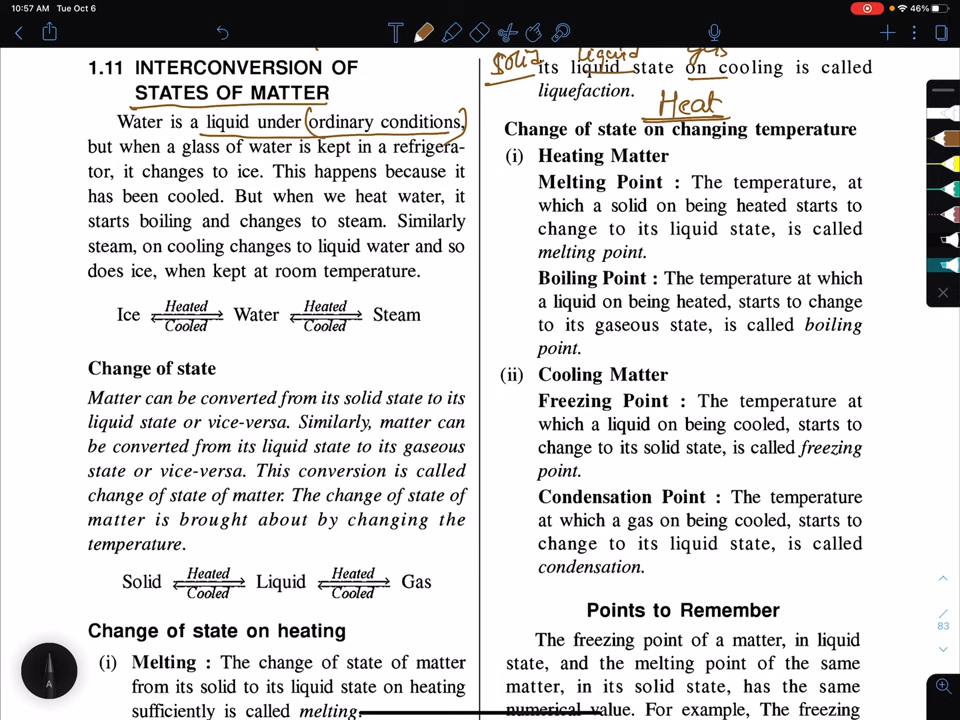 10:57 AM Tue Oct 6
46%
1.11 INTERCONVERSION OF
STATES OF MATTER
Water is a liquid under ordinary conditions,
but when a glass of water is kept in a refrigera-
tor, it changes to ice. This happens because it
has been cooled. But when we heat water, it
starts boiling and changes to steam. Similarly
steam, on cooling changes to liquid water and so
does ice, when kept at room temperature.
Heated Heated
Ice Water Steam
Cooled Cooled
Change of state
Matter can be converted from its solid state to its
liquid state or vice-versa. Similarly, matter can
be converted from its liquid state to its gaseous
state or vice-versa. This conversion is called
change of state of matter. The change of state of
matter is brought about by changing the
temperature.
Heated Heated
Solid Liquid Gas
Cooled Cooled
Change of state on heating
(i) Melting : The change of state of matter
from its solid to its liquid state on heating
sufficiently is called melting.
Solid Liquid gas
its liquid state on cooling is called
liquefaction.
Heat
Change of state on changing temperature
(i) Heating Matter
Melting Point : The temperature, at
which a solid on being heated starts to
change to its liquid state, is called
melting point.
Boiling Point : The temperature at which
a liquid on being heated, starts to change
to its gaseous state, is called boiling
point.
(ii) Cooling Matter
Freezing Point : The temperature at
which a liquid on being cooled, starts to
change to its solid state, is called freezing
point.
Condensation Point : The temperature
at which a gas on being cooled, starts to
change to its liquid state, is called
condensation.
Points to Remember
The freezing point of a matter, in liquid
state, and the melting point of the same
matter, in its solid state, has the same
numerical value. For example, The freezing
/
83
A